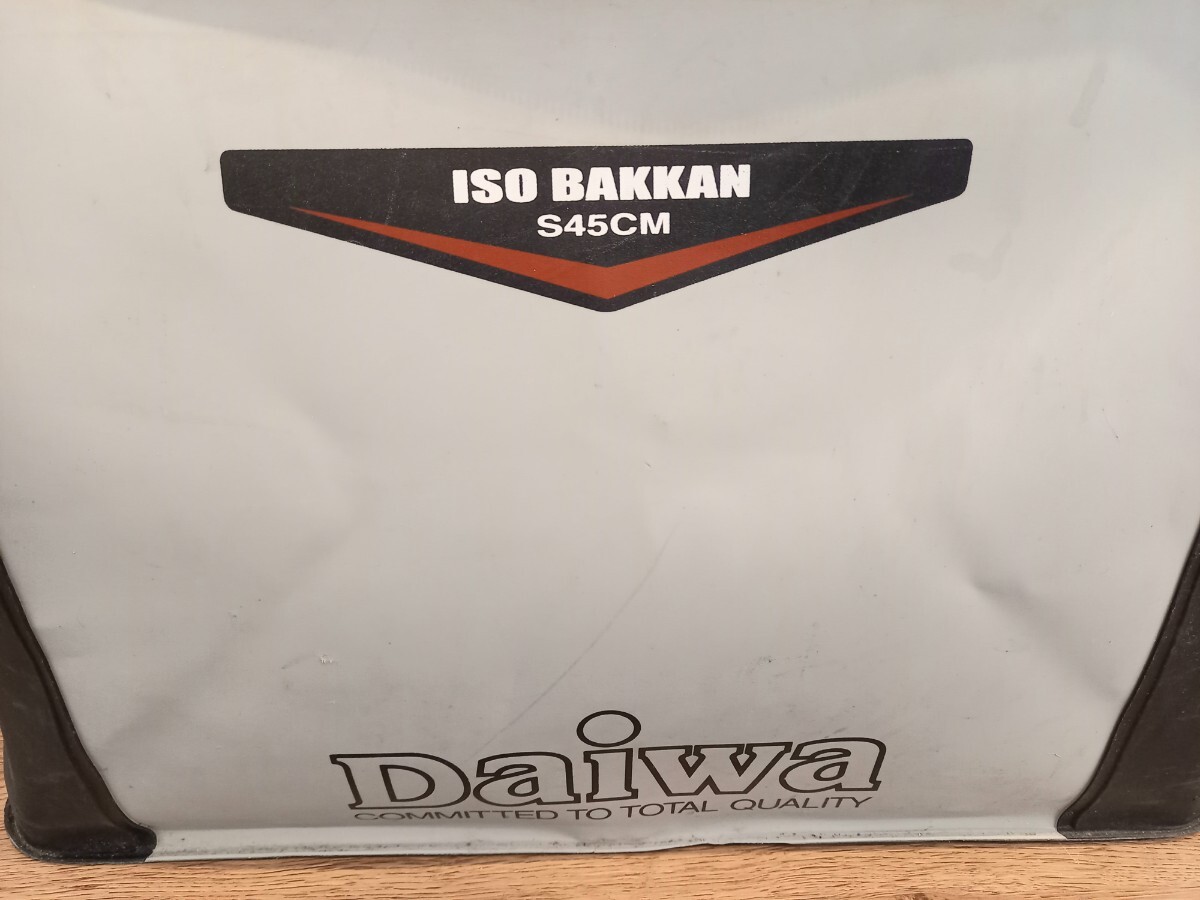 ISO BAKKAN
S45CM
Daiwa
COMMITTED TO TOTAL QUALITY